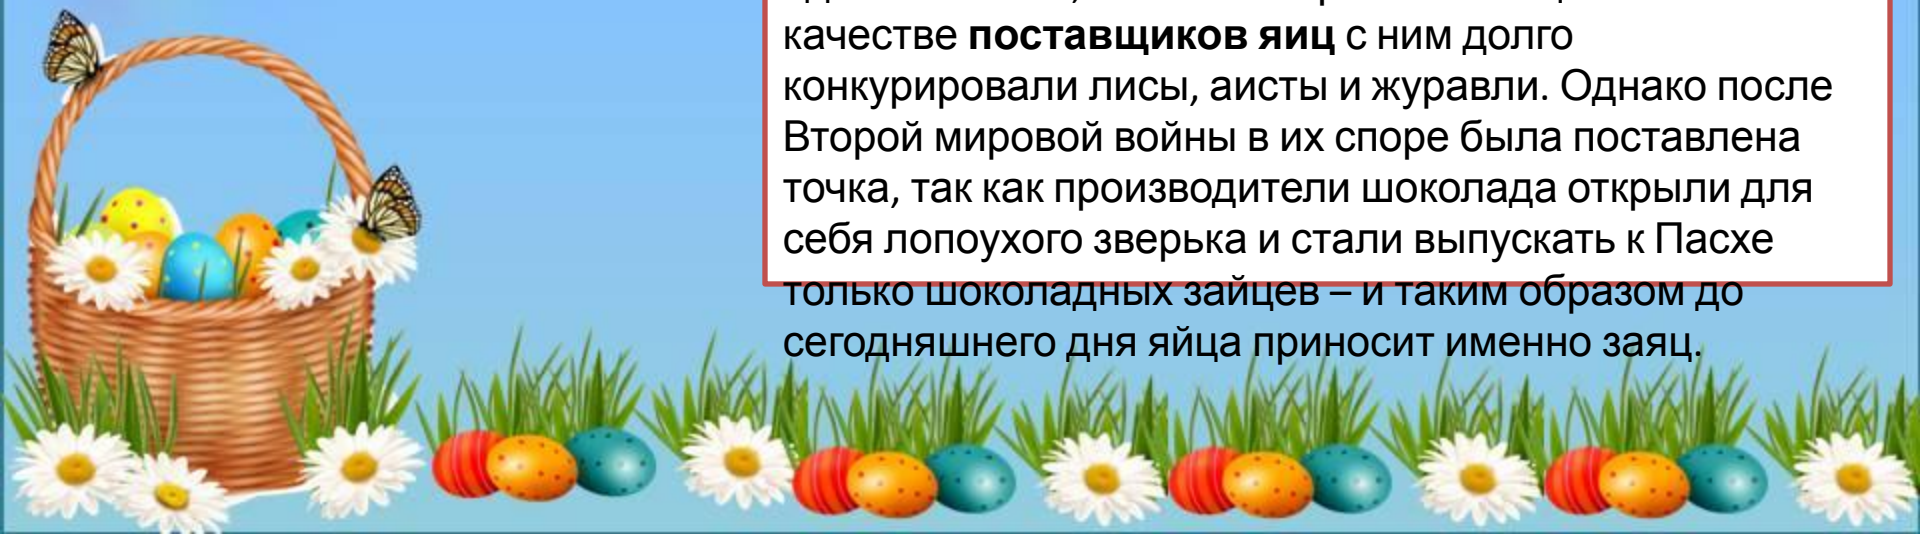 качестве поставщиков яиц с ним долго
конкурировали лисы, аисты и журавли. Однако после
Второй мировой войны в их споре была поставлена
точка, так как производители шоколада открыли для
себя лопоухого зверька и стали выпускать к Пасхе
только шоколадных зайцев – и таким образом до
сегодняшнего дня яйца приносит именно заяц.